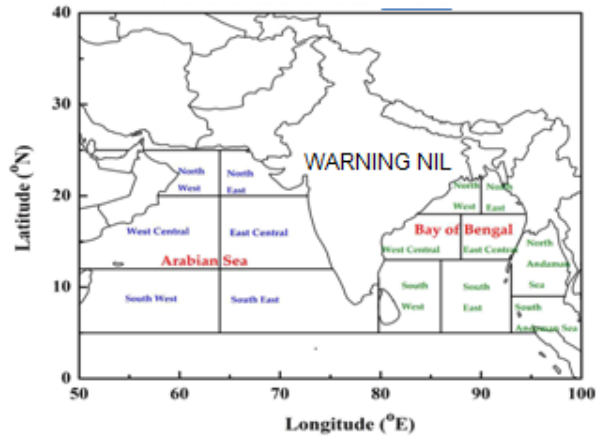 40
30
20
10
0
Latitude (°N)
WARNING NIL
North
West
North
East
West Central
East Central
Arabian Sea
South West
South East
North
West
North
East
Bay of Bengal
West Central
East Central
South
West
South
East
North
Andaman
Sea
South
Andaman Sea
50
60
70
80
90
100
Longitude (°E)